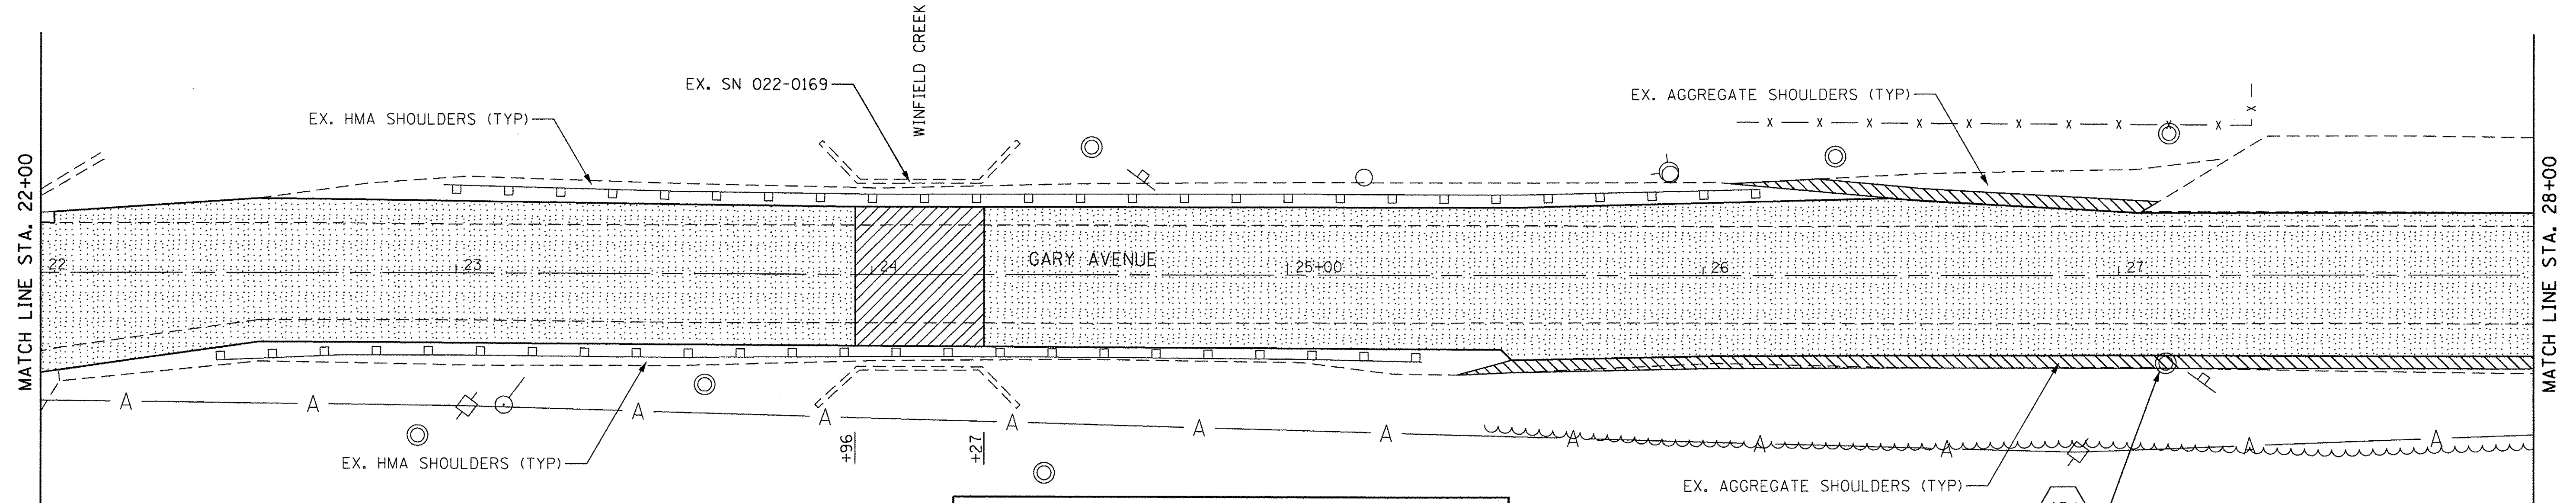 WINFIELD CREEK
EX. SN 022-0169
EX. AGGREGATE SHOULDERS (TYP)
EX. HMA SHOULDERS (TYP)
X X X X X X X X X X X
MATCH LINE STA. 22+00
MATCH LINE STA. 28+00
22
23
24
GARY AVENUE
25+00
26
27
A A A A A A A A A A A A A
+96
+27
EX. HMA SHOULDERS (TYP)
EX. AGGREGATE SHOULDERS (TYP)